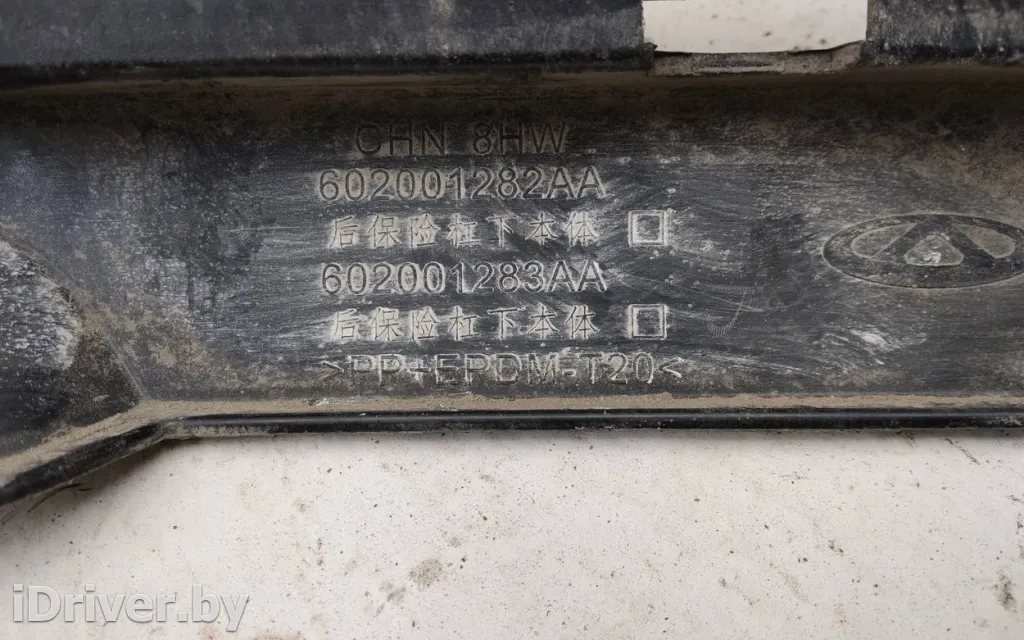 CHN 8HW
602001282AA
后保险杠下本体 □
602001283AA
后保险杠下本体 □
>PP+EPDM-T20<
iDriver.by